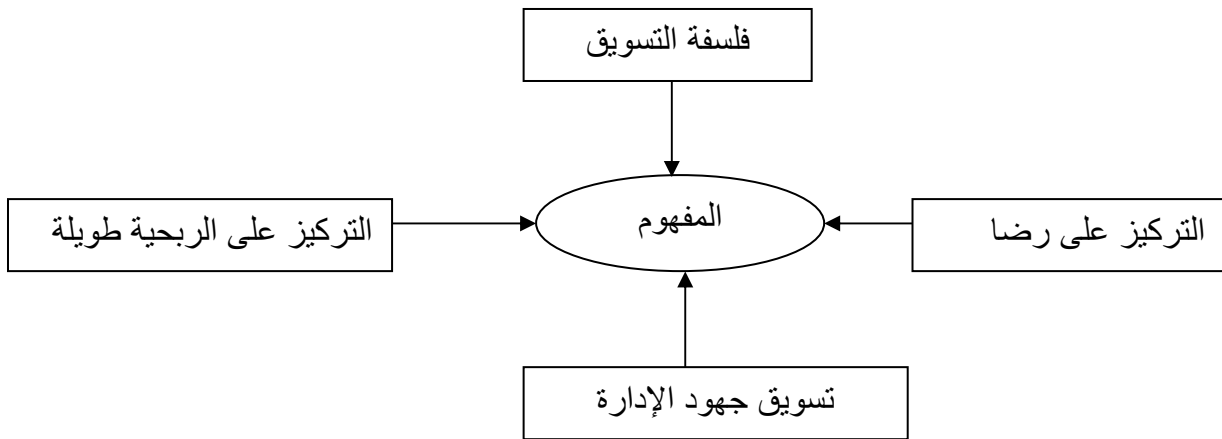 فلسفة التسويق
التركيز على رضا
المفهوم
التركيز على الربحية طويلة
تسويق جهود الإدارة